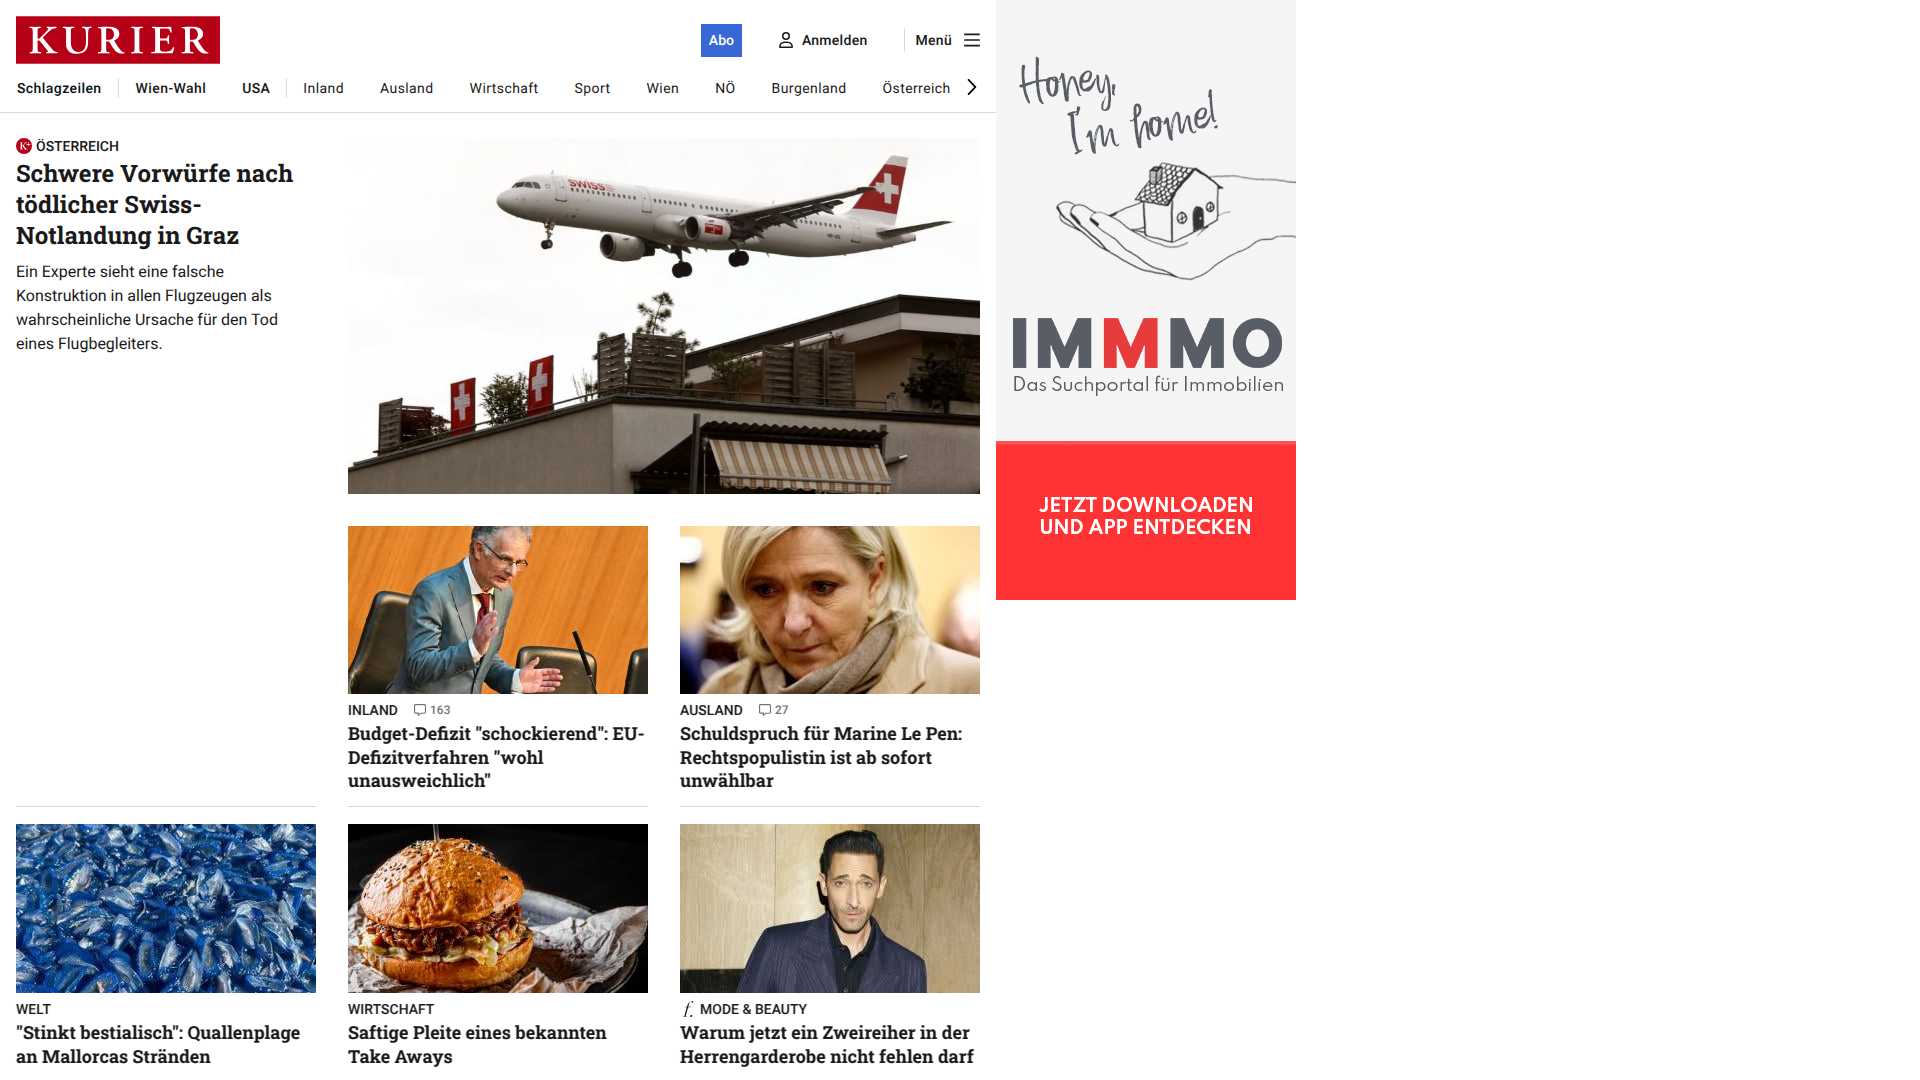 KURIER
Abo
Anmelden
Menü
Schlagzeilen
Wien-Wahl
USA
Inland
Ausland
Wirtschaft
Sport
Wien
NÖ
Burgenland
Österreich
K+ ÖSTERREICH
Schwere Vorwürfe nach
tödlicher Swiss-
Notlandung in Graz
Ein Experte sieht eine falsche
Konstruktion in allen Flugzeugen als
wahrscheinliche Ursache für den Tod
eines Flugbegleiters.
SWISS
INLAND 163
Budget-Defizit "schockierend": EU-
Defizitverfahren "wohl
unausweichlich"
AUSLAND 27
Schuldspruch für Marine Le Pen:
Rechtspopulistin ist ab sofort
unwählbar
WELT
"Stinkt bestialisch": Quallenplage
an Mallorcas Stränden
WIRTSCHAFT
Saftige Pleite eines bekannten
Take Aways
f. MODE & BEAUTY
Warum jetzt ein Zweireiher in der
Herrengarderobe nicht fehlen darf
Honey,
I'm home!
IMMMO
Das Suchportal für Immobilien
JETZT DOWNLOADEN
UND APP ENTDECKEN